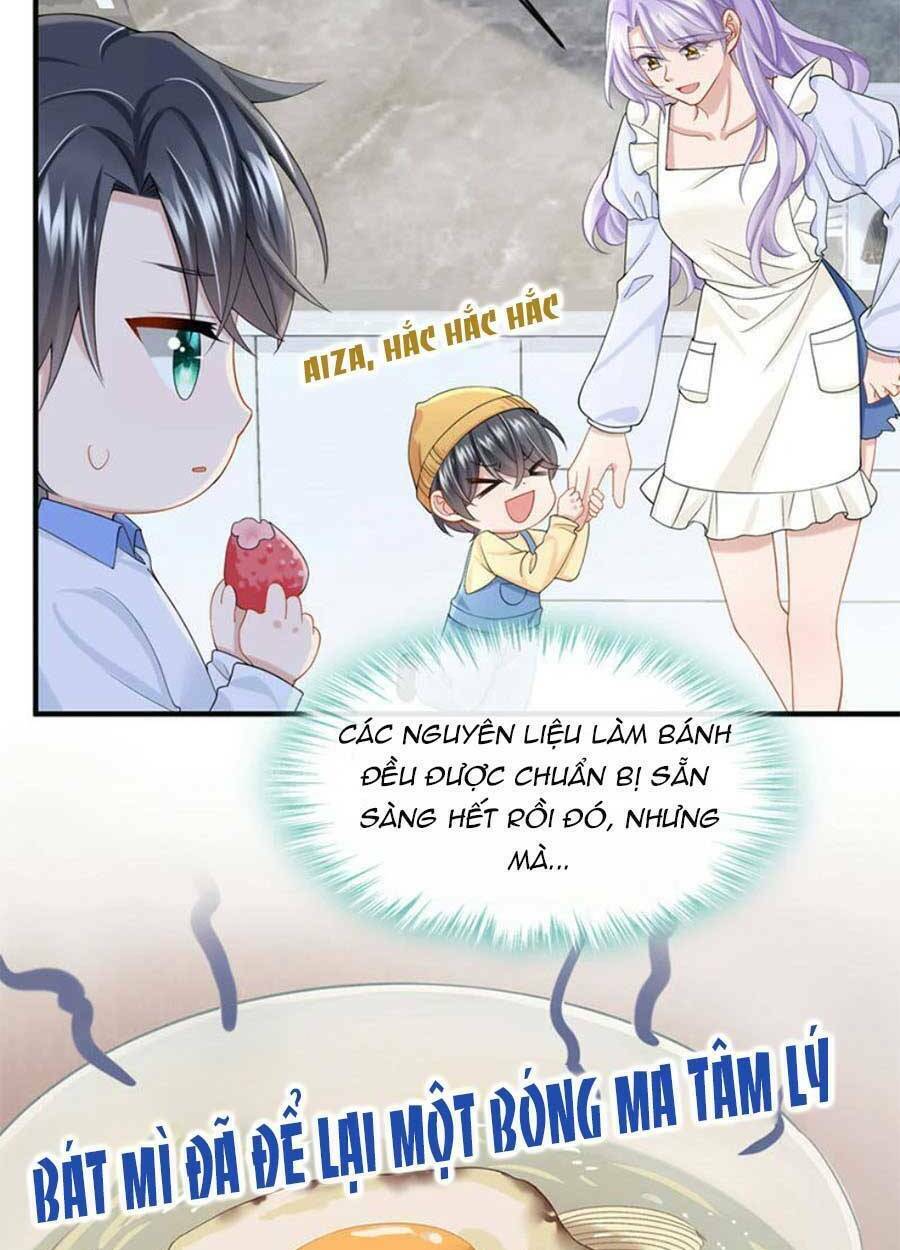 AIZA, HẮC HẮC HẮC
CÁC NGUYÊN LIỆU LÀM BÁNH
ĐỀU ĐƯỢC CHUẨN BỊ SẴN
SÀNG HẾT RỒI ĐÓ, NHƯNG
MÀ...
BÁT MÌ ĐÃ ĐỂ LẠI MỘT BÓNG MA TÂM LÝ